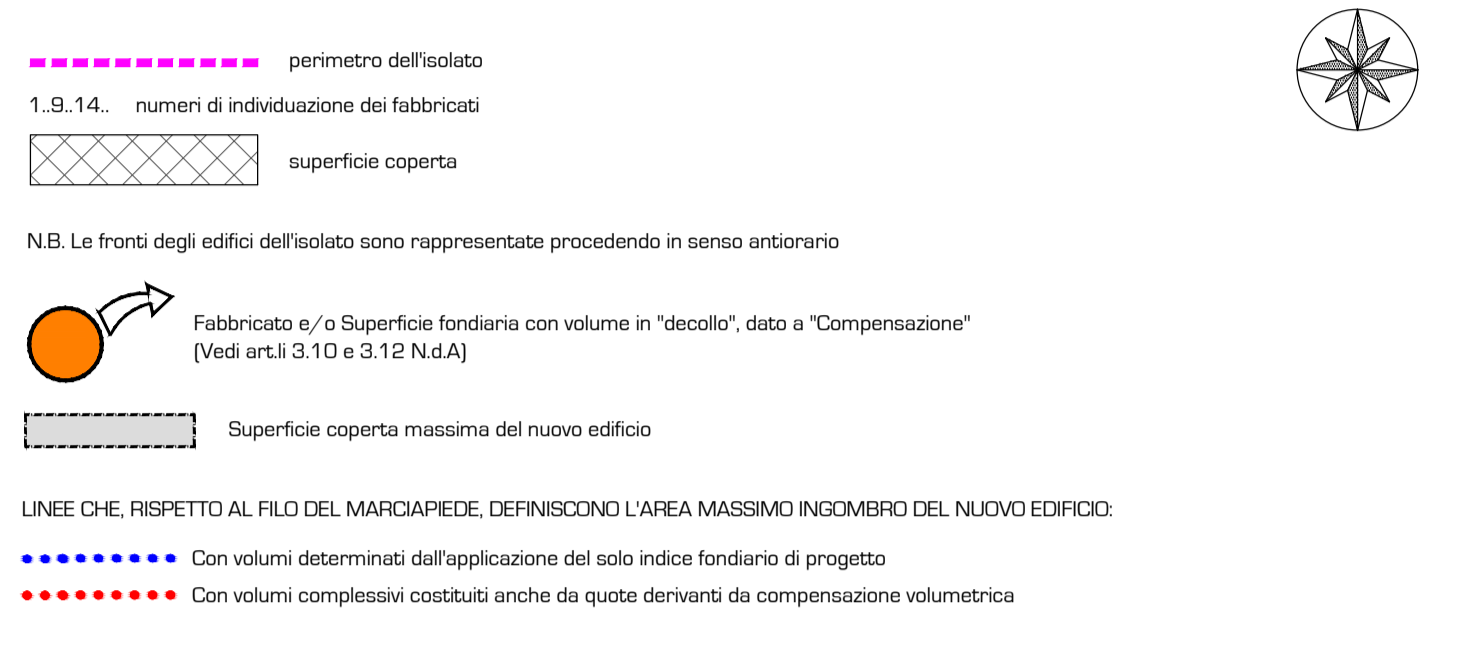 perimetro dell'isolato
1..9..14.. numeri di individuazione dei fabbricati
superficie coperta
N.B. Le fronti degli edifici dell'isolato sono rappresentate procedendo in senso antiorario
Fabbricato e/o Superficie fondiaria con volume in "decollo", dato a "Compensazione"
(Vedi art.li 3.10 e 3.12 N.d.A)
Superficie coperta massima del nuovo edificio
LINEE CHE, RISPETTO AL FILO DEL MARCIAPIEDE, DEFINISCONO L'AREA MASSIMO INGOMBRO DEL NUOVO EDIFICIO:
Con volumi determinati dall'applicazione del solo indice fondiario di progetto
Con volumi complessivi costituiti anche da quote derivanti da compensazione volumetrica